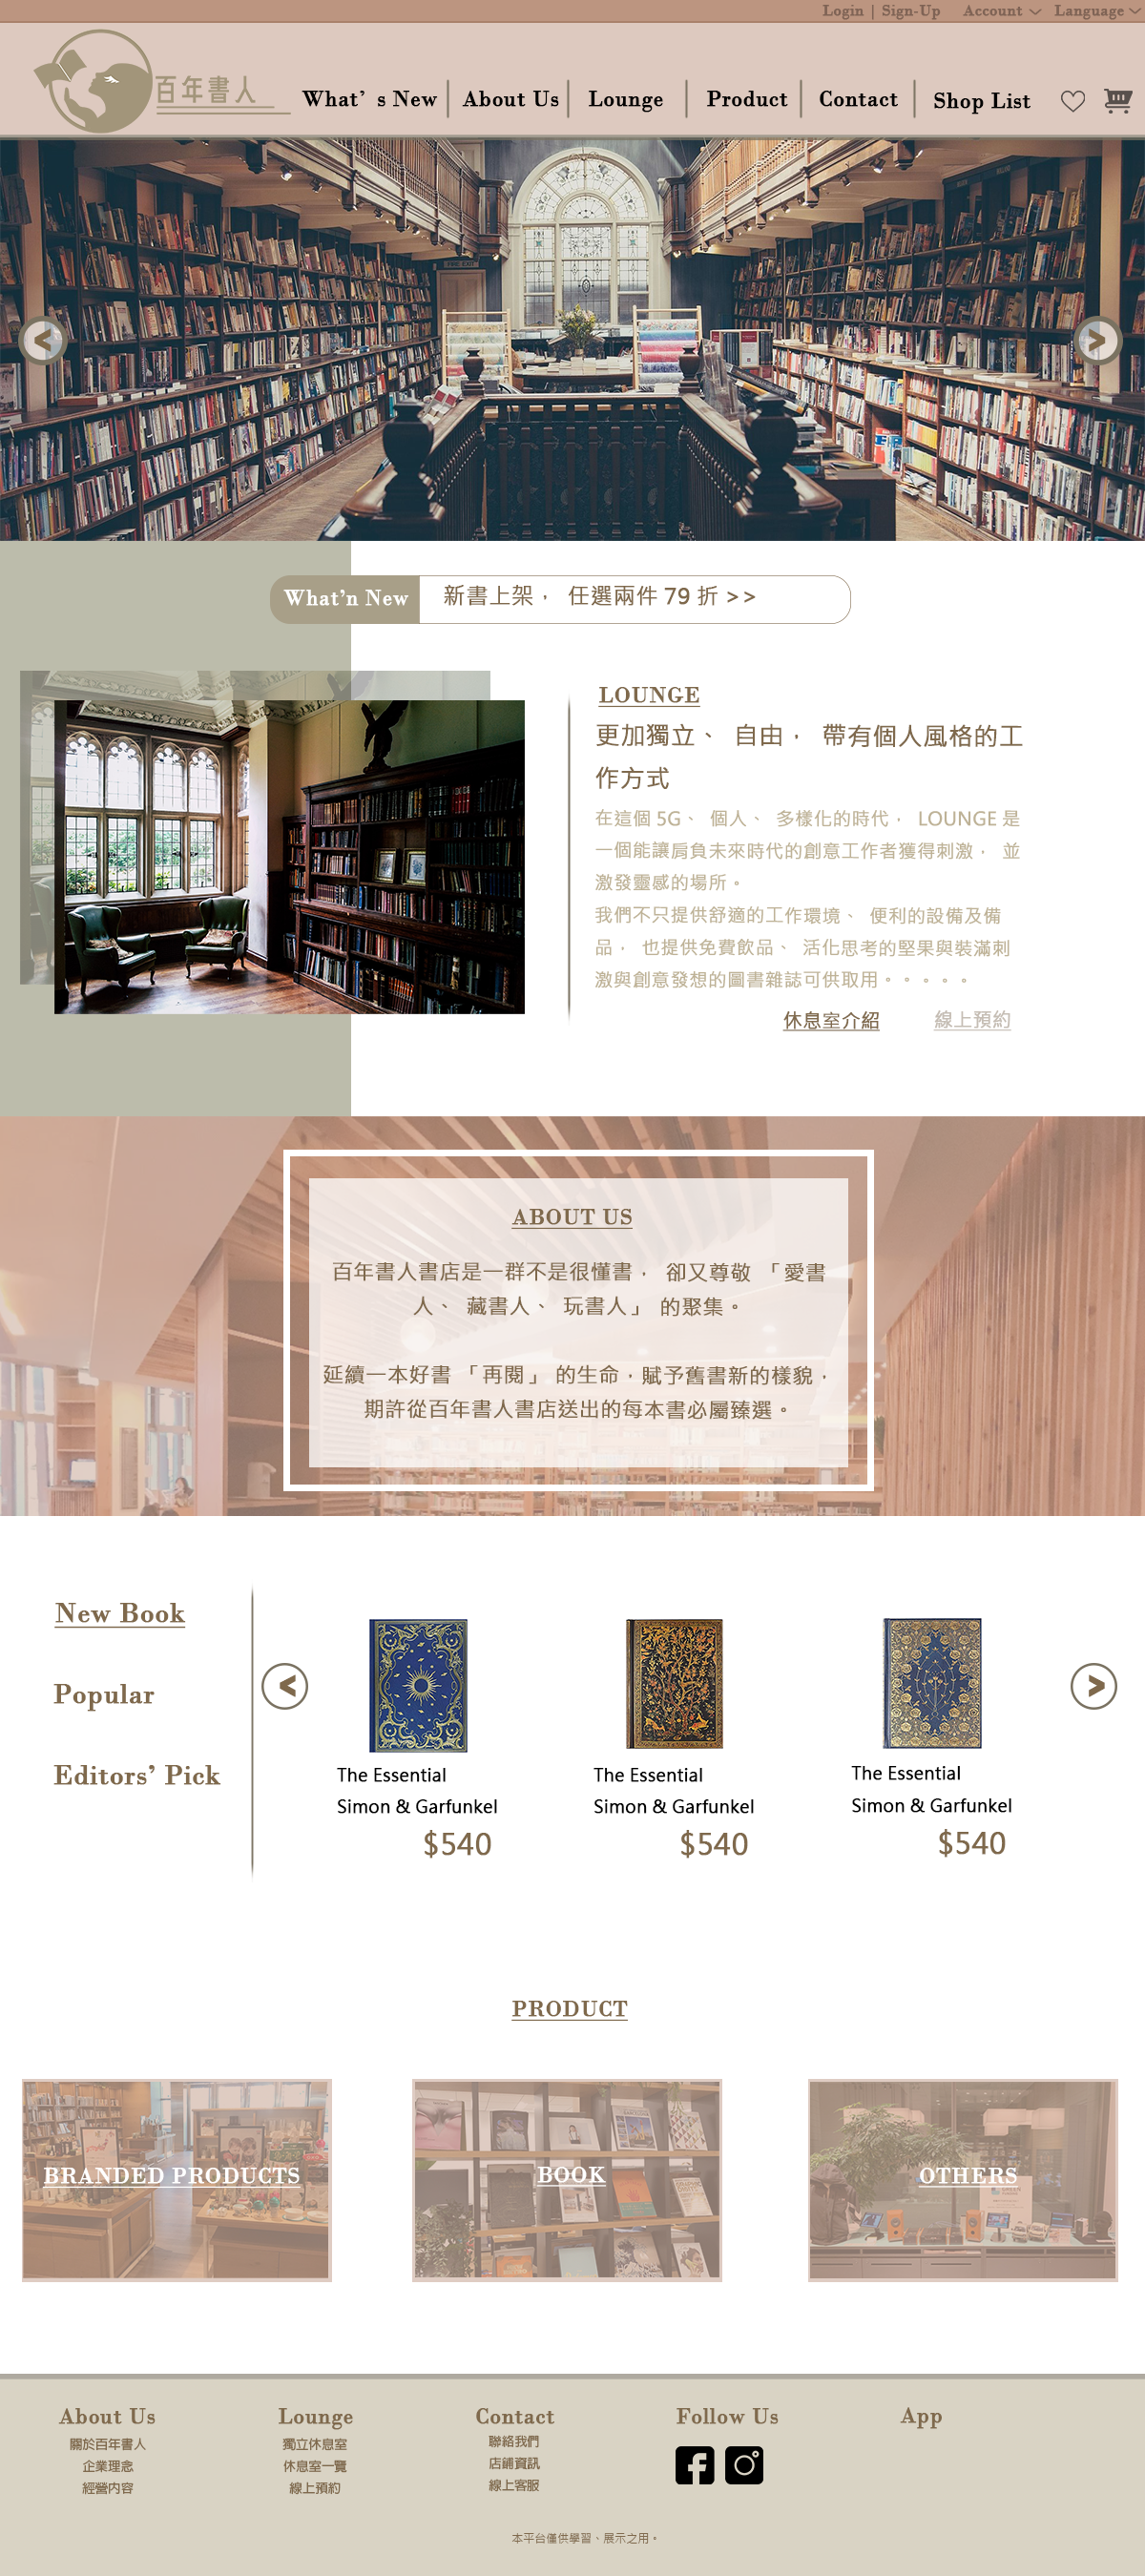 Login | Sign-Up Account Language
百年書人
What’s New About Us Lounge Product Contact Shop List
What’n New 新書上架， 任選兩件 79 折 >>
LOUNGE
更加獨立、 自由， 帶有個人風格的工
作方式
在這個 5G、 個人、 多樣化的時代， LOUNGE 是
一個能讓肩負未來時代的創意工作者獲得刺激， 並
激發靈感的場所。
我們不只提供舒適的工作環境、 便利的設備及備
品， 也提供免費飲品、 活化思考的堅果與裝滿刺
激與創意發想的圖書雜誌可供取用。。。。。
休息室介紹 線上預約
ABOUT US
百年書人書店是一群不是很懂書， 卻又尊敬 「愛書
人、 藏書人、 玩書人」 的聚集。
延續一本好書 「再閱」 的生命，賦予舊書新的樣貌，
期許從百年書人書店送出的每本書必屬臻選。
New Book
Popular
Editors’ Pick
The Essential
Simon & Garfunkel
$540
The Essential
Simon & Garfunkel
$540
The Essential
Simon & Garfunkel
$540
PRODUCT
BRANDED PRODUCTS
BOOK
OTHERS
About Us
關於百年書人
企業理念
經營內容
Lounge
獨立休息室
休息室一覽
線上預約
Contact
聯絡我們
店鋪資訊
線上客服
Follow Us
App
本平台僅供學習、展示之用。